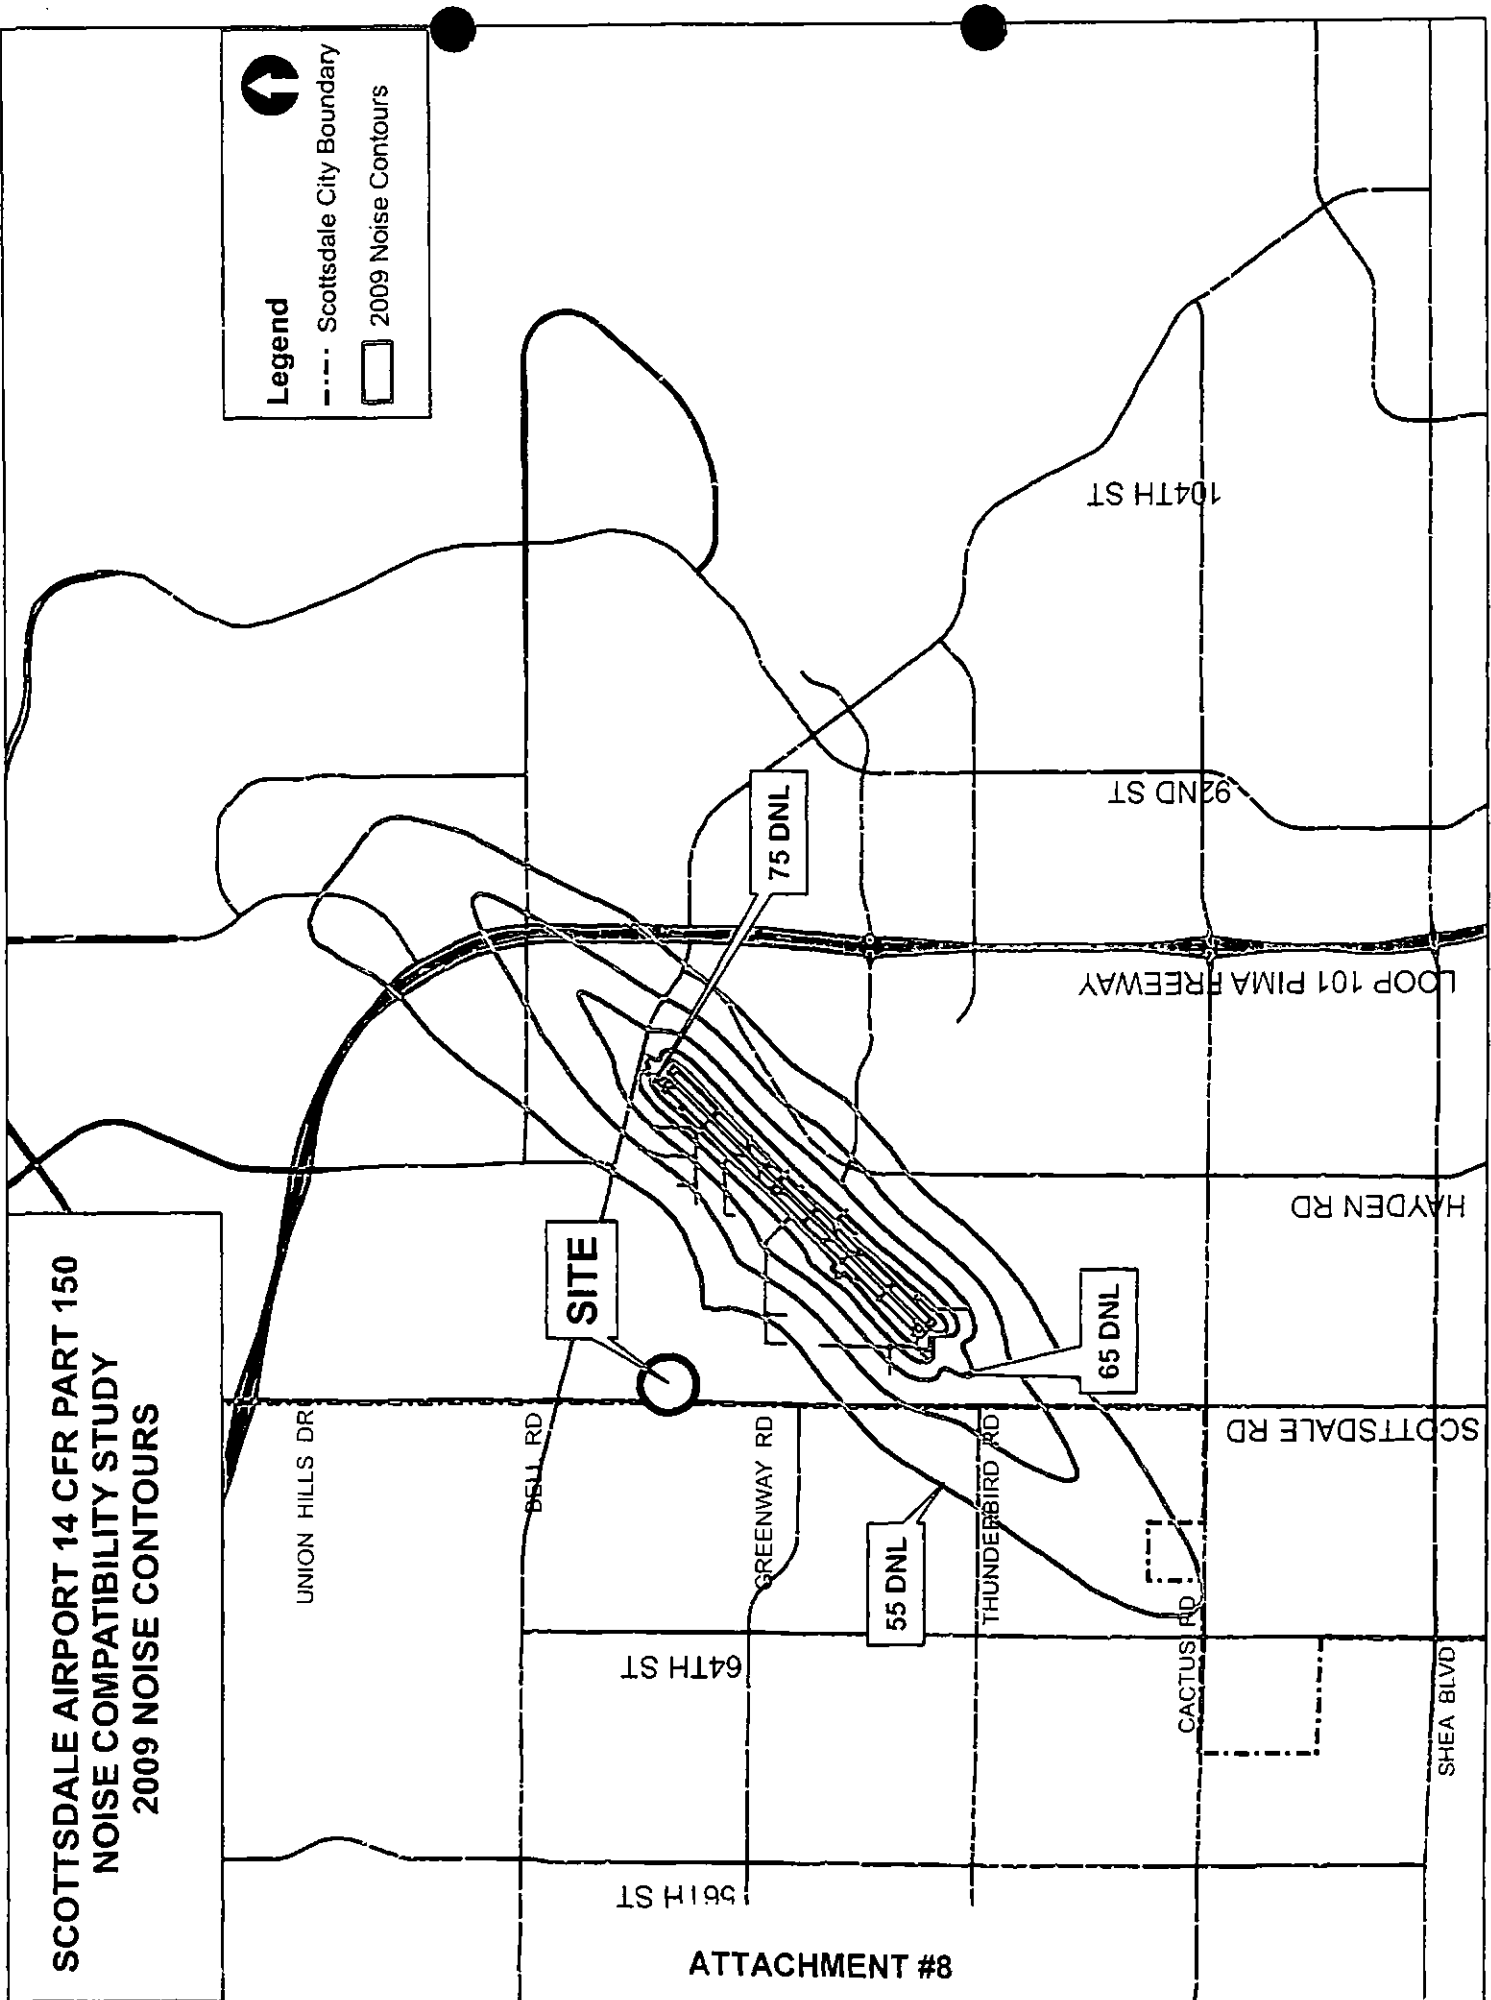 SCOTTSDALE AIRPORT 14 CFR PART 150
NOISE COMPATIBILITY STUDY
2009 NOISE CONTOURS
Legend
Scottsdale City Boundary
2009 Noise Contours
UNION HILLS DR
BELL RD
SITE
75 DNL
GREENWAY RD
64TH ST
56TH ST
55 DNL
THUNDERBIRD RD
65 DNL
104TH ST
92ND ST
LOOP 101 PIMA FREEWAY
HAYDEN RD
SCOTTSDALE RD
CACTUS RD
SHEA BLVD
ATTACHMENT #8